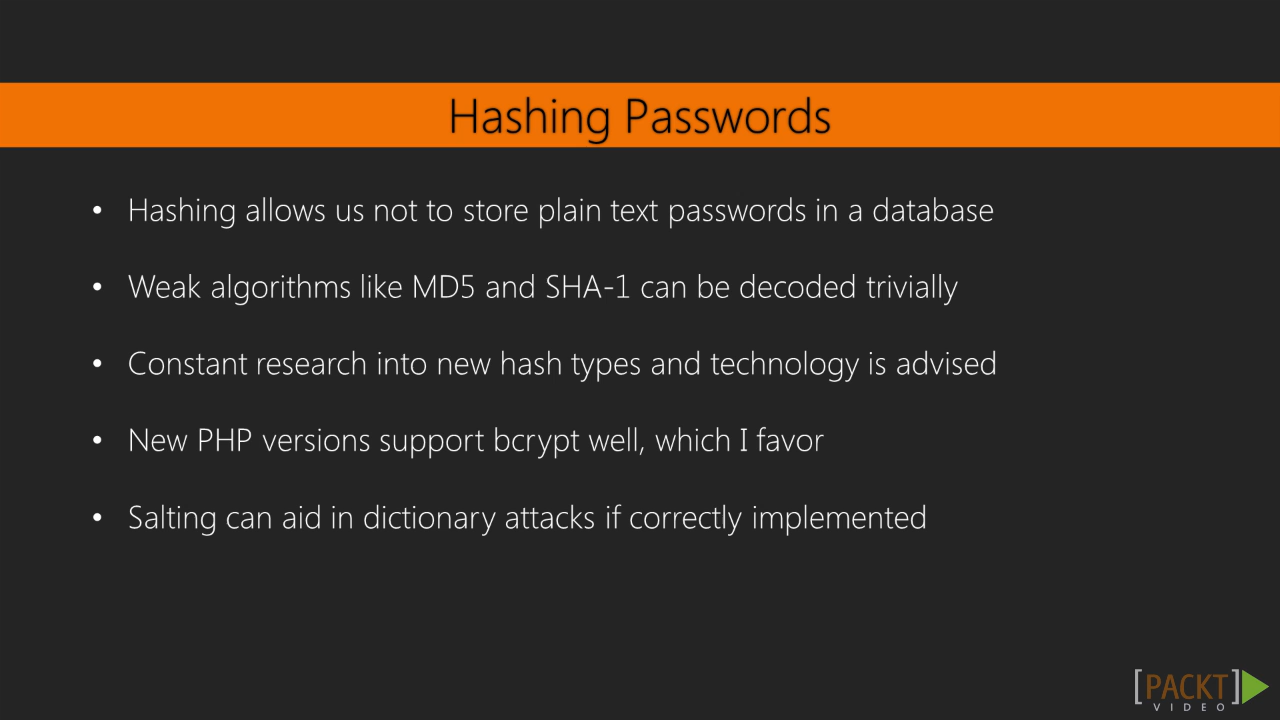 Hashing Passwords
• Hashing allows us not to store plain text passwords in a database
• Weak algorithms like MD5 and SHA-1 can be decoded trivially
• Constant research into new hash types and technology is advised
• New PHP versions support bcrypt well, which I favor
• Salting can aid in dictionary attacks if correctly implemented
[PACKT]
VIDEO